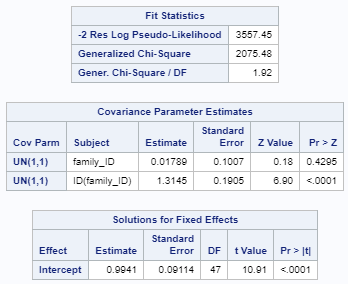 Fit Statistics
-2 Res Log Pseudo-Likelihood 3557.45
Generalized Chi-Square 2075.48
Gener. Chi-Square / DF 1.92
Covariance Parameter Estimates
Cov Parm Subject Estimate Standard Error Z Value Pr > Z
UN(1,1) family_ID 0.01789 0.1007 0.18 0.4295
UN(1,1) ID(family_ID) 1.3145 0.1905 6.90 <.0001
Solutions for Fixed Effects
Effect Estimate Standard Error DF t Value Pr > |t|
Intercept 0.9941 0.09114 47 10.91 <.0001